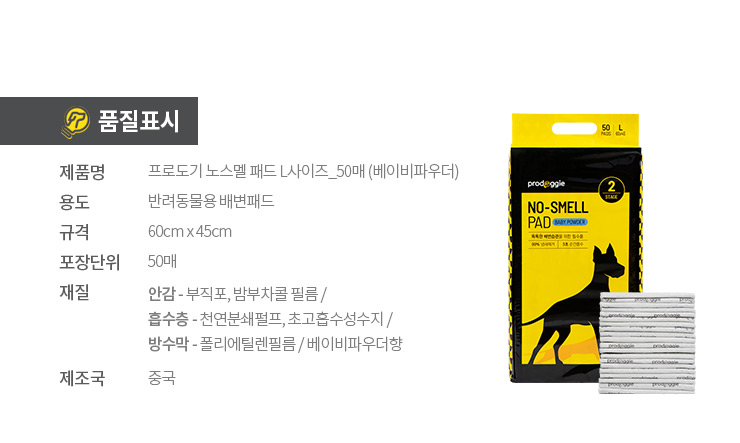 품질표시
제품명 프로도기 노스멜 패드 L사이즈_50매 (베이비파우더)
용도 반려동물용 배변패드
규격 60cm x 45cm
포장단위 50매
재질 안감 - 부직포, 밤부차콜 필름 /
흡수층 - 천연분쇄펄프, 초고흡수성수지 /
방수막 - 폴리에틸렌필름 / 베이비파우더향
제조국 중국
50 L
PADS
prodoggie
2
STAGE
NO-SMELL
PAD BABY POWDER
prodoggie
prodoggie
prodoggie
prodoggie